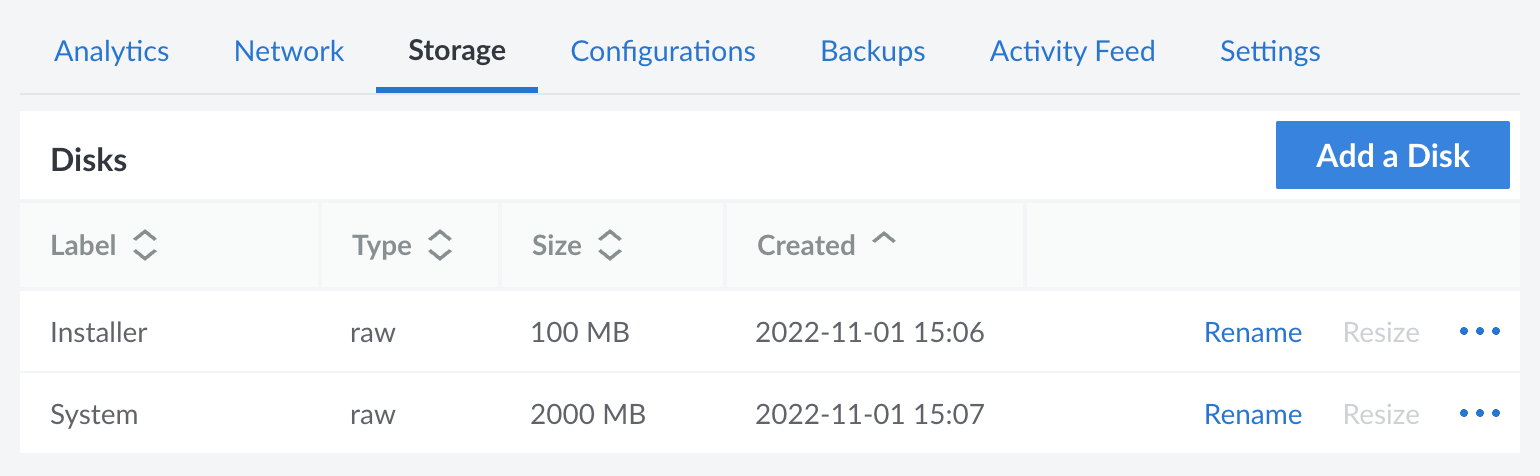 Analytics Network Storage Configurations Backups Activity Feed Settings
Disks Add a Disk
Label Type Size Created
Installer raw 100 MB 2022-11-01 15:06 Rename Resize
System raw 2000 MB 2022-11-01 15:07 Rename Resize